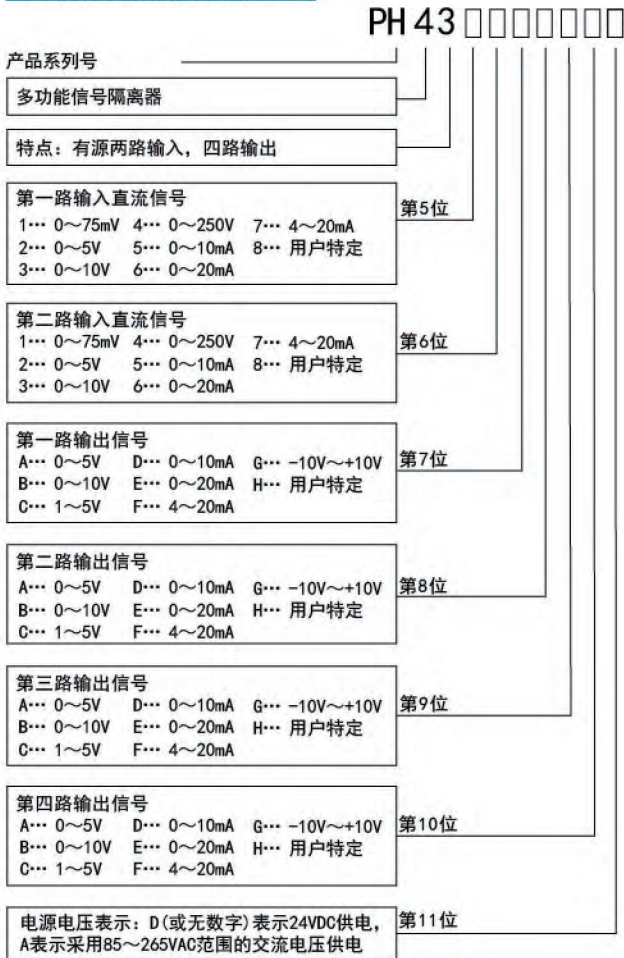 PH 43□□□□□□□
产品系列号
多功能信号隔离器
特点：有源两路输入，四路输出
第一路输入直流信号
1… 0～75mV 4… 0～250V 7… 4～20mA
2… 0～5V 5… 0～10mA 8… 用户特定
3… 0～10V 6… 0～20mA
第5位
第二路输入直流信号
1… 0～75mV 4… 0～250V 7… 4～20mA
2… 0～5V 5… 0～10mA 8… 用户特定
3… 0～10V 6… 0～20mA
第6位
第一路输出信号
A… 0～5V D… 0～10mA G… -10V～+10V
B… 0～10V E… 0～20mA H… 用户特定
C… 1～5V F… 4～20mA
第7位
第二路输出信号
A… 0～5V D… 0～10mA G… -10V～+10V
B… 0～10V E… 0～20mA H… 用户特定
C… 1～5V F… 4～20mA
第8位
第三路输出信号
A… 0～5V D… 0～10mA G… -10V～+10V
B… 0～10V E… 0～20mA H… 用户特定
C… 1～5V F… 4～20mA
第9位
第四路输出信号
A… 0～5V D… 0～10mA G… -10V～+10V
B… 0～10V E… 0～20mA H… 用户特定
C… 1～5V F… 4～20mA
第10位
电源电压表示：D(或无数字)表示24VDC供电，
A表示采用85～265VAC范围的交流电压供电
第11位